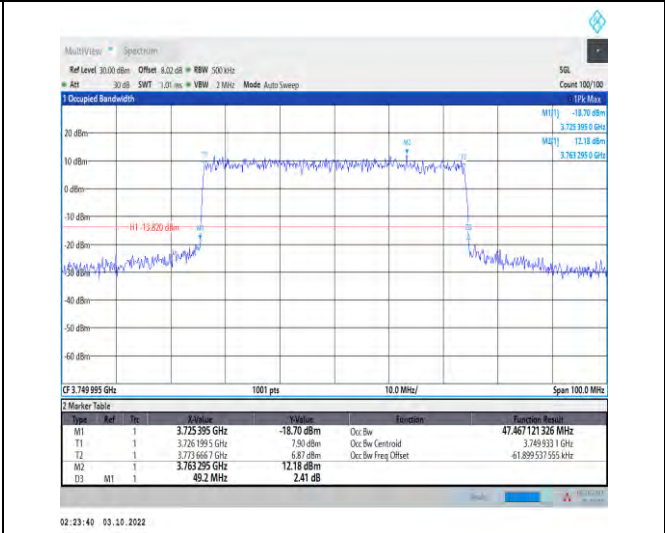 MultiView Spectrum
Ref Level 30.00 dBm Offset 8.02 dB RBW 500 kHz SGL
Att 30 dB SWT 1.01 ms VBW 2 MHz Mode Auto Sweep Count 100/100
1 Occupied Bandwidth 1Pk Max
M1[1] -18.70 dBm
3.725 395 0 GHz
M2[1] 12.18 dBm
3.763 295 0 GHz
20 dBm
M2
10 dBm
0 dBm
-10 dBm
H1 -13.820 dBm
-20 dBm
-30 dBm
-40 dBm
-50 dBm
-60 dBm
CF 3.749 995 GHz 1001 pts 10.0 MHz/ Span 100.0 MHz
2 Marker Table
Type Ref Trc X-Value Y-Value Function Function Result
M1 1 3.725 395 GHz -18.70 dBm Occ Bw 47.467 121 326 MHz
T1 1 3.726 199 5 GHz 7.90 dBm Occ Bw Centroid 3.749 933 1 GHz
T2 1 3.773 666 7 GHz 6.87 dBm Occ Bw Freq Offset -61.899 537 555 kHz
M2 1 3.763 295 GHz 12.18 dBm
D3 M1 1 49.2 MHz 2.41 dB
02:23:40 03.10.2022